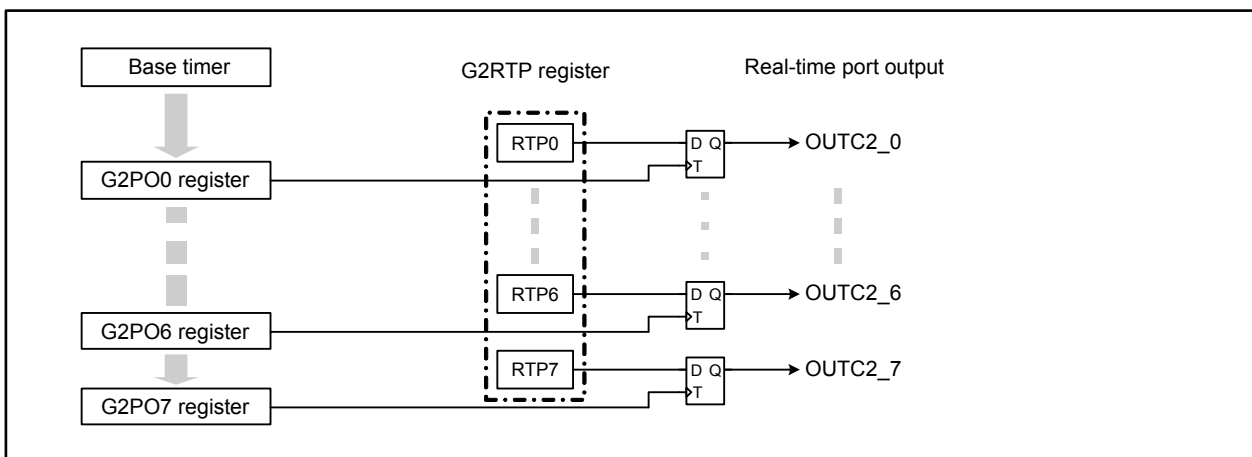 Base timer
G2RTP register
Real-time port output
RTP0
D Q
T
OUTC2_0
G2PO0 register
RTP6
D Q
T
OUTC2_6
G2PO6 register
RTP7
D Q
T
OUTC2_7
G2PO7 register